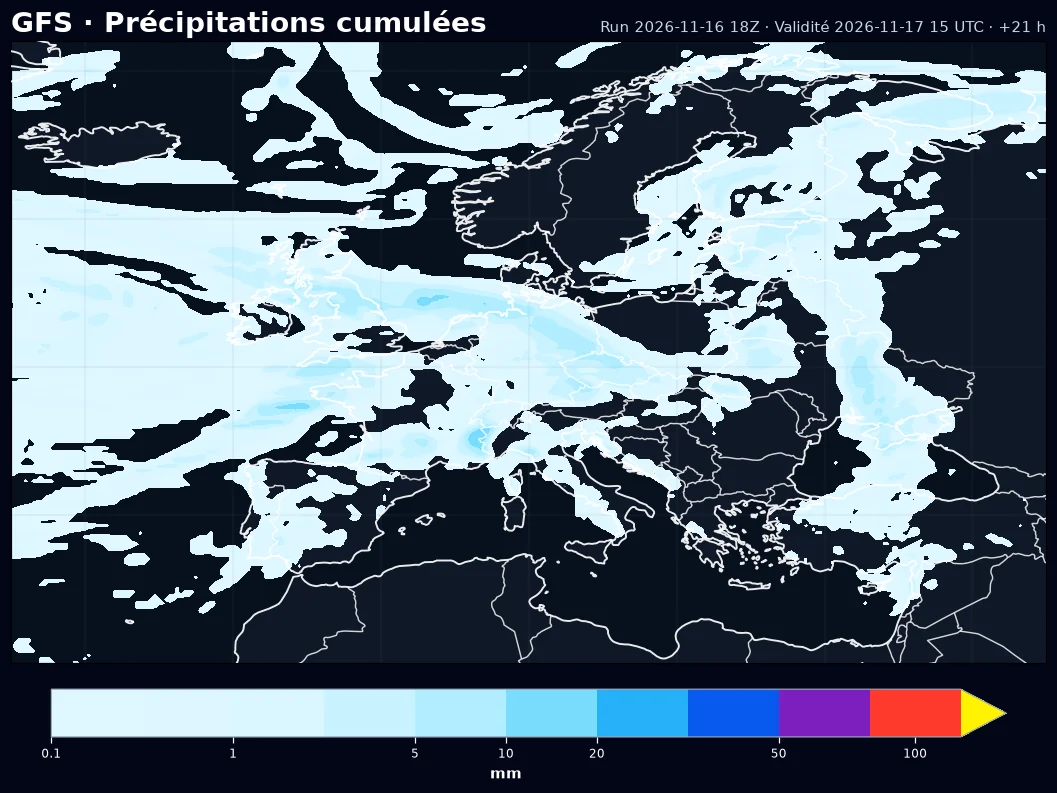 GFS · Précipitations cumulées
Run 2026-11-16 18Z · Validité 2026-11-17 15 UTC · +21 h
0.1 1 5 10 20 50 100
mm